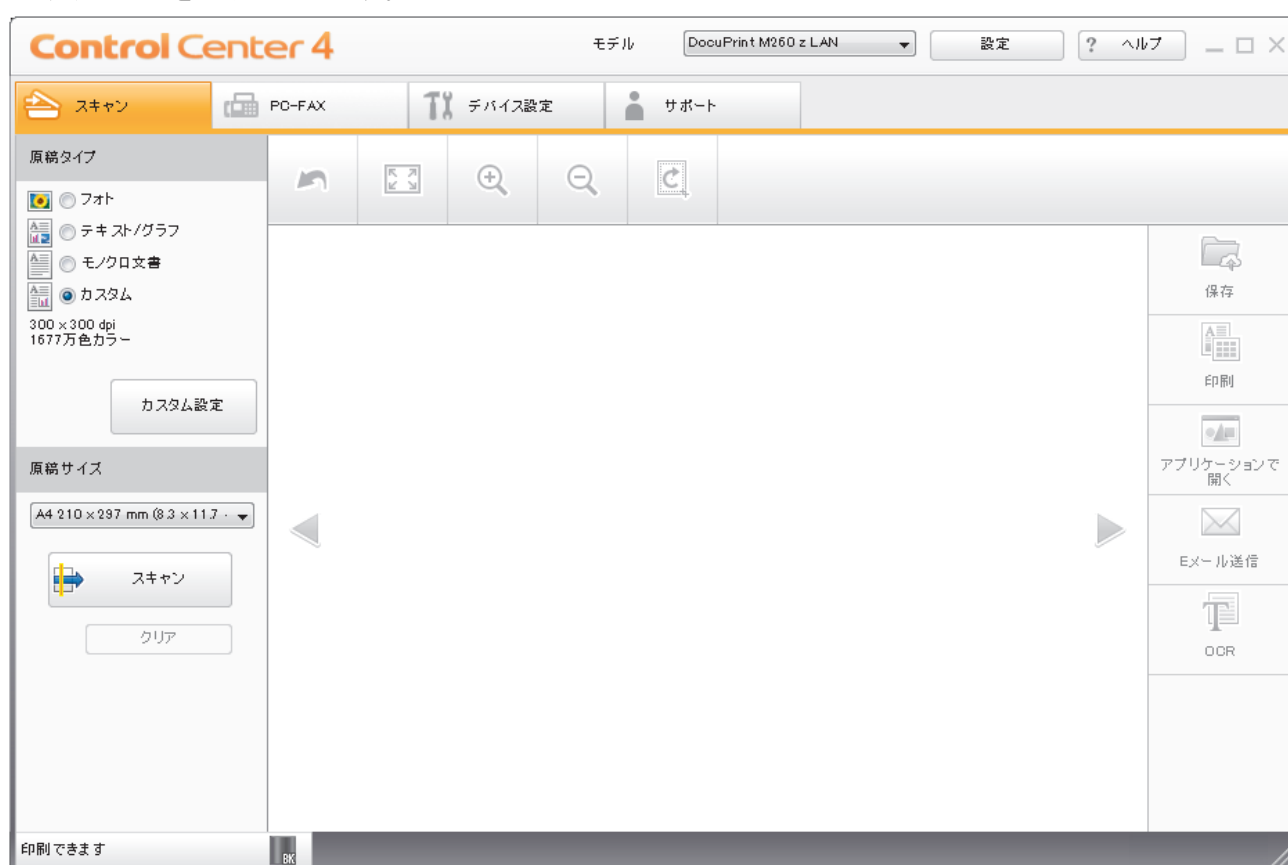 Control Center 4
モデル
DocuPrint M260 z LAN
設定
? ヘルプ
スキャン
PC-FAX
デバイス設定
サポート
原稿タイプ
フォト
テキスト/グラフ
モノクロ文書
カスタム
300 x 300 dpi
1677万色カラー
カスタム設定
原稿サイズ
A4 210 x 297 mm (8.3 x 11.7
スキャン
クリア
保存
印刷
アプリケーションで
開く
Eメール送信
OCR
印刷できます
BK